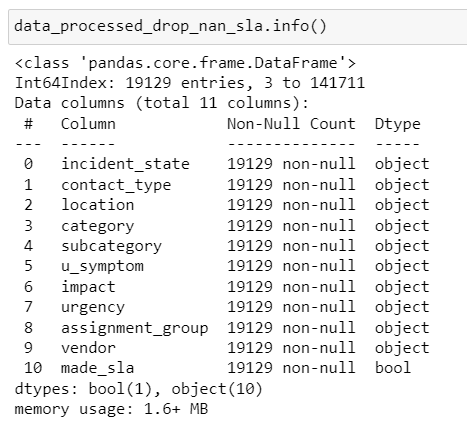 data_processed_drop_nan_sla.info()
<class 'pandas.core.frame.DataFrame'>
Int64Index: 19129 entries, 3 to 141711
Data columns (total 11 columns):
 #   Column            Non-Null Count  Dtype
---  ------            --------------  -----
 0   incident_state    19129 non-null  object
 1   contact_type      19129 non-null  object
 2   location          19129 non-null  object
 3   category          19129 non-null  object
 4   subcategory       19129 non-null  object
 5   u_symptom         19129 non-null  object
 6   impact            19129 non-null  object
 7   urgency           19129 non-null  object
 8   assignment_group  19129 non-null  object
 9   vendor            19129 non-null  object
 10  made_sla          19129 non-null  bool
dtypes: bool(1), object(10)
memory usage: 1.6+ MB